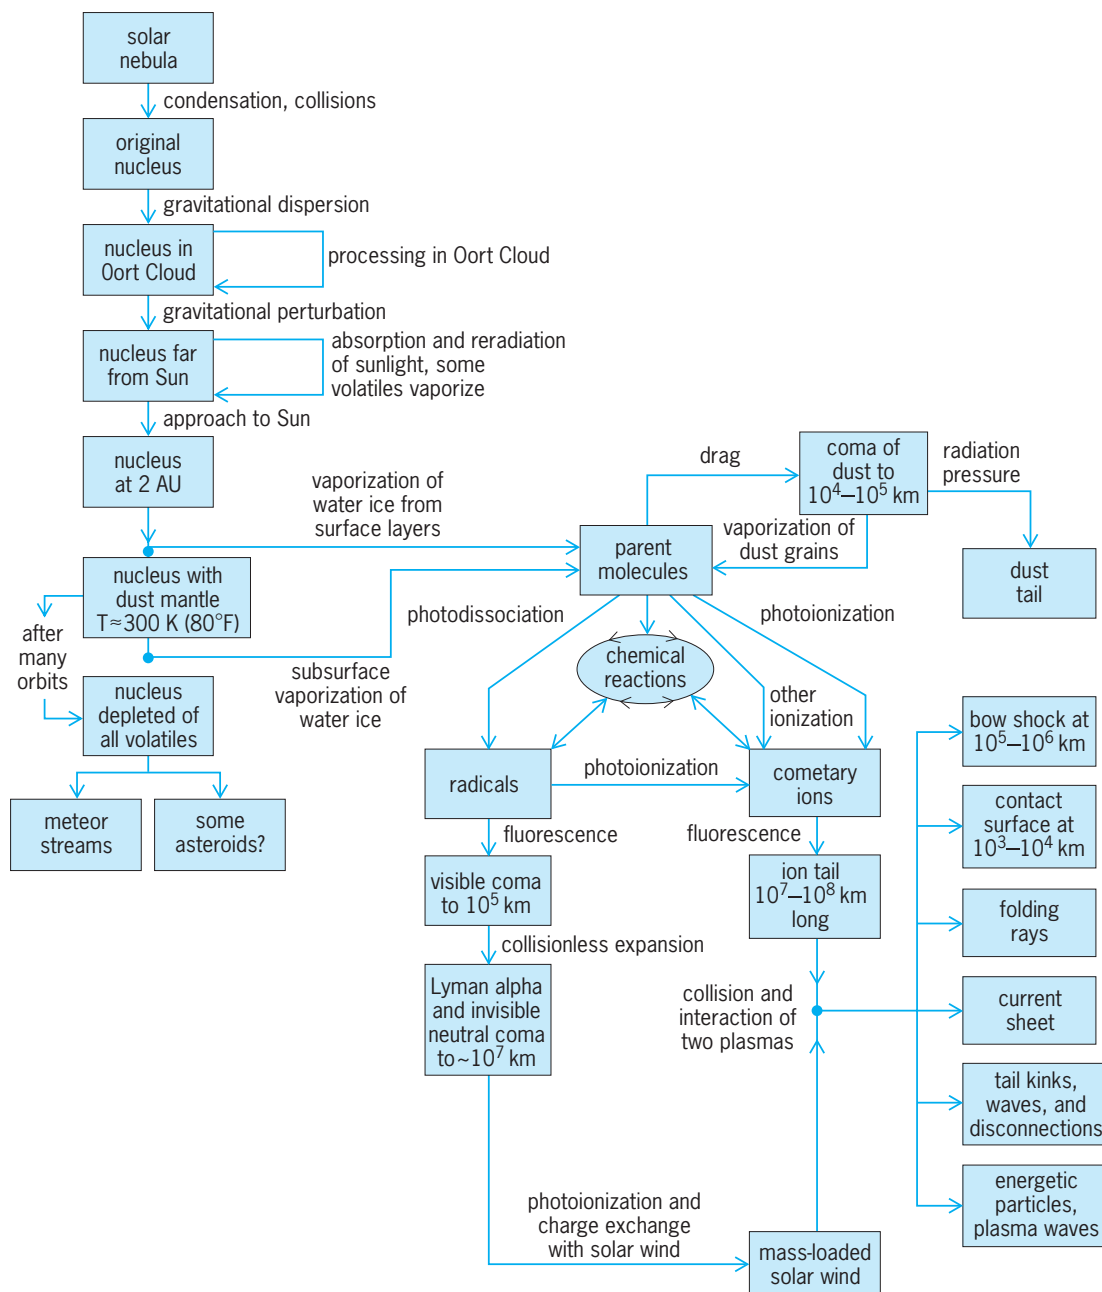 solar
nebula
condensation, collisions
original
nucleus
gravitational dispersion
nucleus in
Oort Cloud
processing in Oort Cloud
gravitational perturbation
nucleus far
from Sun
absorption and reradiation
of sunlight, some
volatiles vaporize
approach to Sun
nucleus
at 2 AU
vaporization of
water ice from
surface layers
nucleus with
dust mantle
T≈300 K (80°F)
after
many
orbits
subsurface
vaporization of
water ice
nucleus
depleted of
all volatiles
meteor
streams
some
asteroids?
drag
coma of
dust to
10⁴–10⁵ km
radiation
pressure
vaporization of
dust grains
parent
molecules
dust
tail
photodissociation
photoionization
chemical
reactions
other
ionization
radicals
photoionization
cometary
ions
fluorescence
fluorescence
visible coma
to 10⁵ km
ion tail
10⁷–10⁸ km
long
collisionless expansion
Lyman alpha
and invisible
neutral coma
to ~10⁷ km
collision and
interaction of
two plasmas
photoionization and
charge exchange
with solar wind
mass-loaded
solar wind
bow shock at
10⁵–10⁶ km
contact
surface at
10³–10⁴ km
folding
rays
current
sheet
tail kinks,
waves, and
disconnections
energetic
particles,
plasma waves